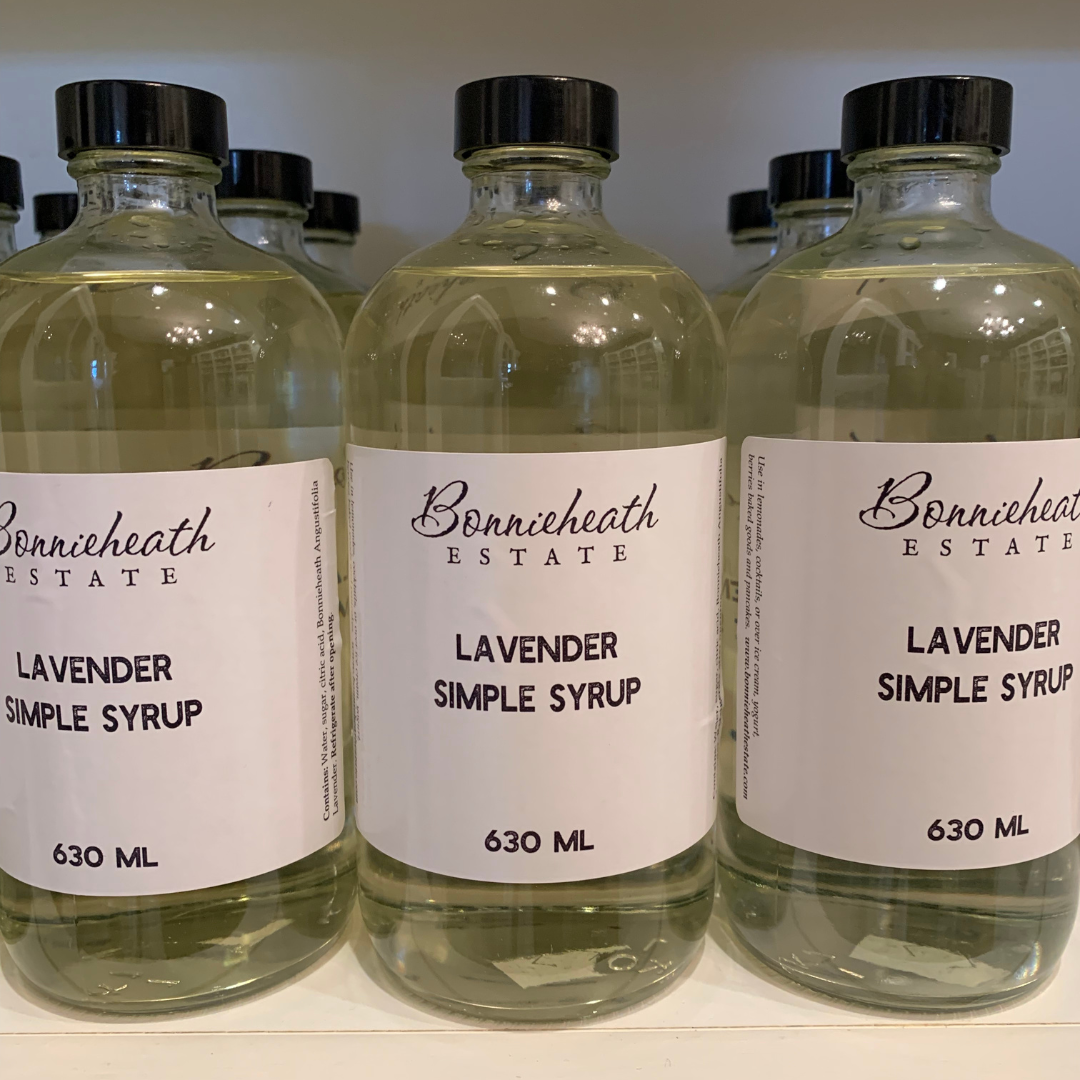 Bonnieheath
ESTATE
LAVENDER
SIMPLE SYRUP
630 ML
Contains: Water, sugar, citric acid, Bonnieheath Angustifolia
Lavender. Refrigerate after opening.
Bonnieheath
ESTATE
LAVENDER
SIMPLE SYRUP
630 ML
Use in lemonades, cocktails, or over ice cream, yogurt,
berries baked goods and pancakes. www.bonnieheathestate.com
Bonnieheat
ESTATE
LAVENDER
SIMPLE SYRUP
630 ML